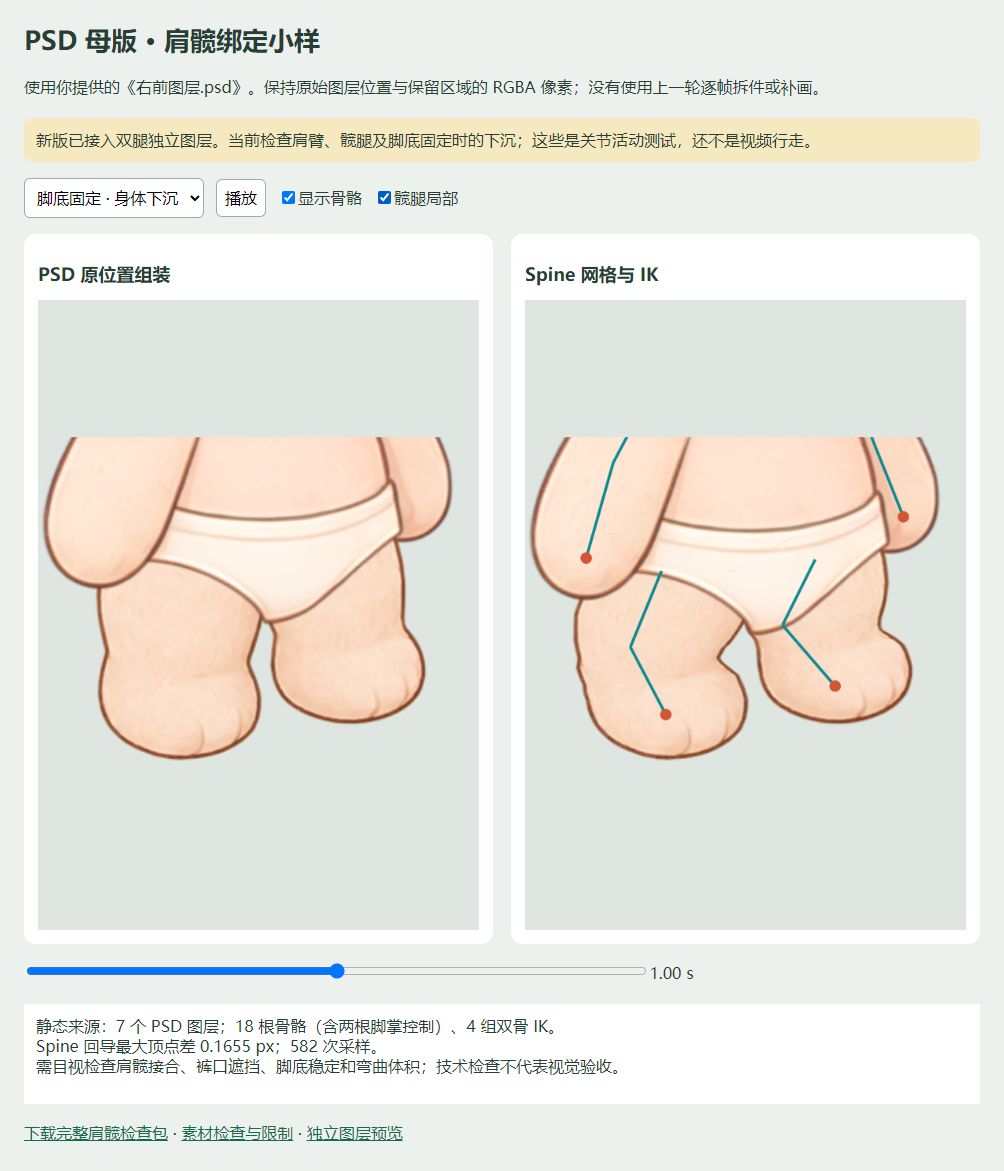 PSD 母版 · 肩髋绑定小样
使用你提供的《右前图层.psd》。保持原始图层位置与保留区域的 RGBA 像素；没有使用上一轮逐帧拆件或补画。
新版已接入双腿独立图层。当前检查肩臂、髋腿及脚底固定时的下沉；这些是关节活动测试，还不是视频行走。
脚底固定 · 身体下沉 播放 显示骨骼 髋腿局部
PSD 原位置组装
Spine 网格与 IK
1.00 s
静态来源：7 个 PSD 图层；18 根骨骼（含两根脚掌控制）、4 组双骨 IK。
Spine 回导最大顶点差 0.1655 px；582 次采样。
需目视检查肩髋接合、裤口遮挡、脚底稳定和弯曲体积；技术检查不代表视觉验收。
下载完整肩髋检查包 · 素材检查与限制 · 独立图层预览